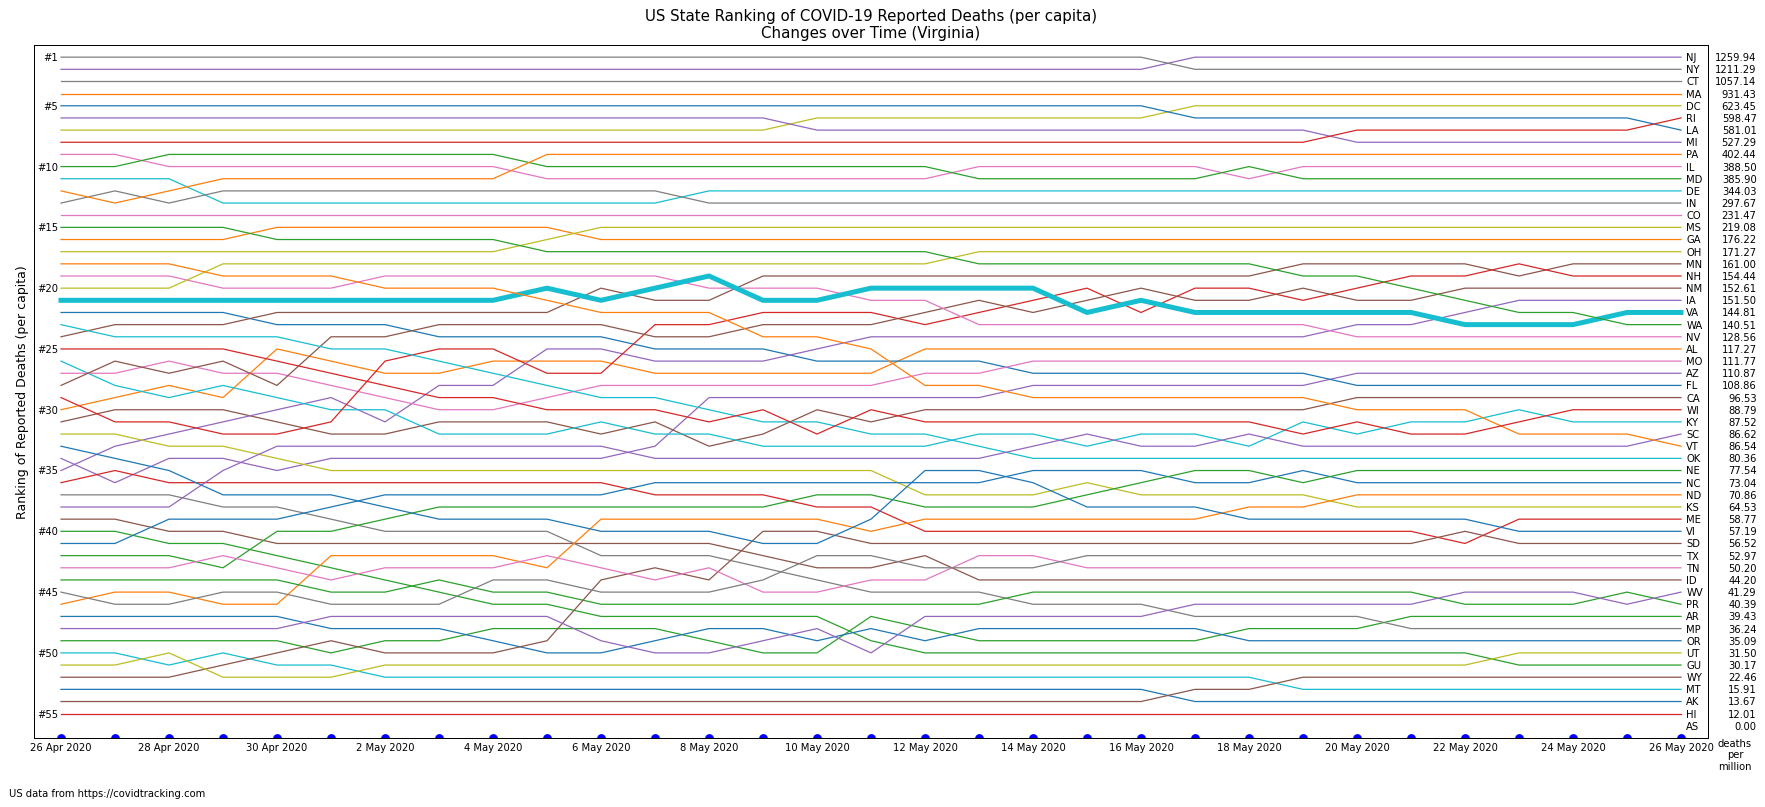 US State Ranking of COVID-19 Reported Deaths (per capita)
Changes over Time (Virginia)
Ranking of Reported Deaths (per capita)
#1
#5
#10
#15
#20
#25
#30
#35
#40
#45
#50
#55
NJ 1259.94
NY 1211.29
CT 1057.14
MA 931.43
DC 623.45
RI 598.47
LA 581.01
MI 527.29
PA 402.44
IL 388.50
MD 385.90
DE 344.03
IN 297.67
CO 231.47
MS 219.08
GA 176.22
OH 171.27
MN 161.00
NH 154.44
NM 152.61
IA 151.50
VA 144.81
WA 140.51
NV 128.56
AL 117.27
MO 111.77
AZ 110.87
FL 108.86
CA 96.53
WI 88.79
KY 87.52
SC 86.62
VT 86.54
OK 80.36
NE 77.54
NC 73.04
ND 70.86
KS 64.53
ME 58.77
VI 57.19
SD 56.52
TX 52.97
TN 50.20
ID 44.20
WV 41.29
PR 40.39
AR 39.43
MP 36.24
OR 35.09
UT 31.50
GU 30.17
WY 22.46
MT 15.91
AK 13.67
HI 12.01
AS 0.00
26 Apr 2020 28 Apr 2020 30 Apr 2020 2 May 2020 4 May 2020 6 May 2020 8 May 2020 10 May 2020 12 May 2020 14 May 2020 16 May 2020 18 May 2020 20 May 2020 22 May 2020 24 May 2020 26 May 2020
deaths
per
million
US data from https://covidtracking.com